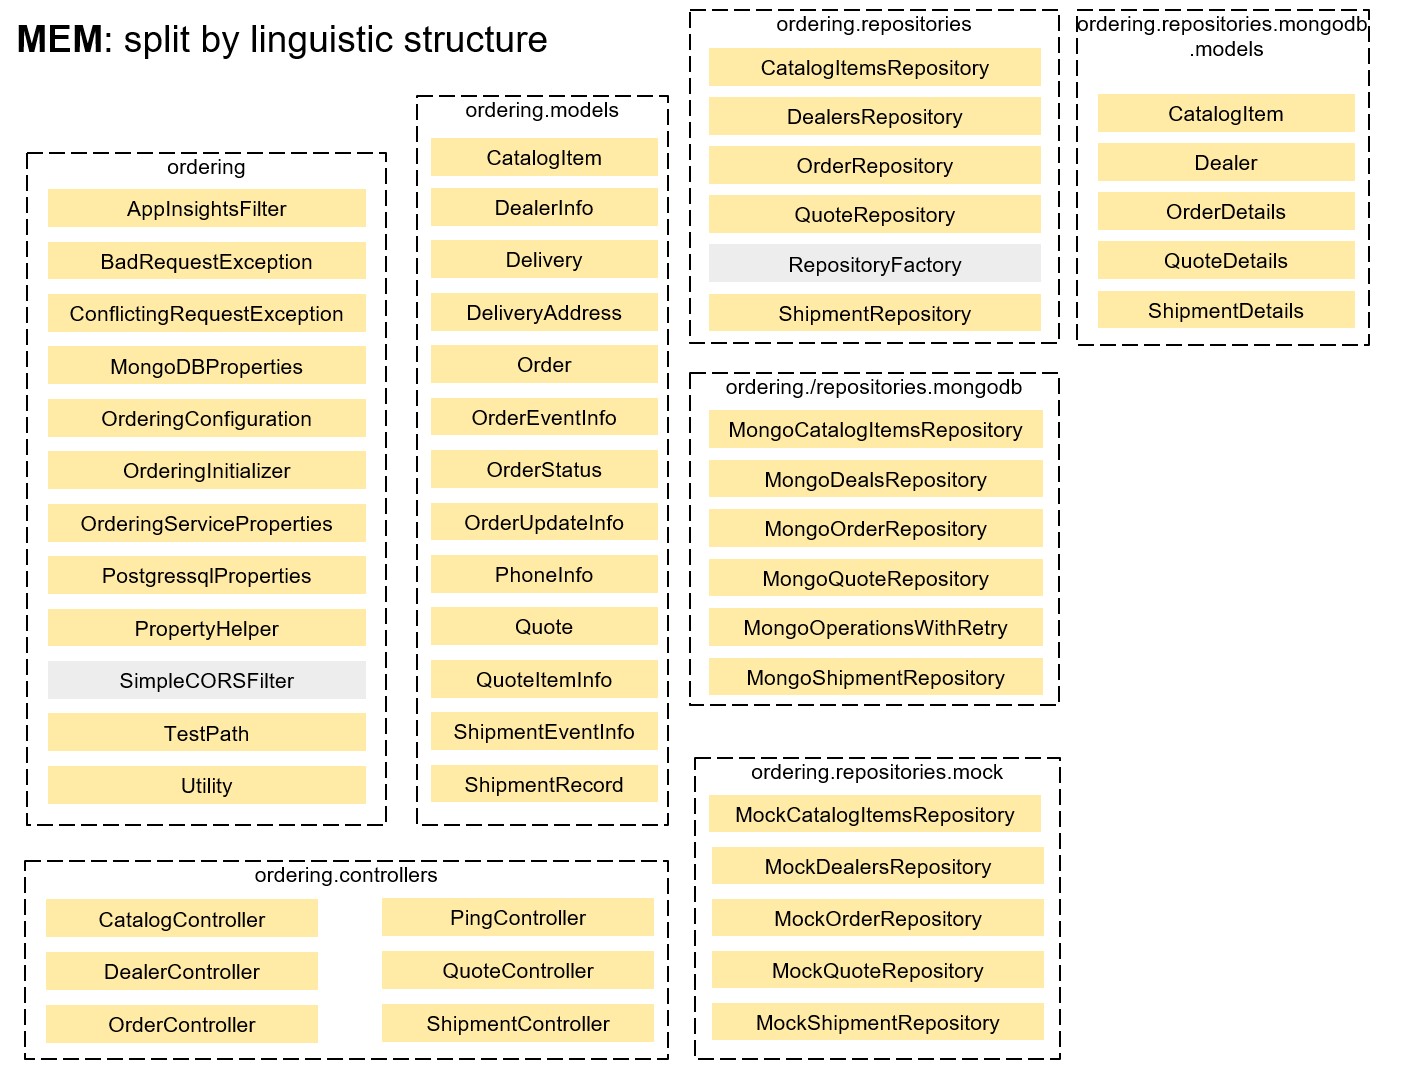 MEM: split by linguistic structure
ordering
AppInsightsFilter
BadRequestException
ConflictingRequestException
MongoDBProperties
OrderingConfiguration
OrderingInitializer
OrderingServiceProperties
PostgressqlProperties
PropertyHelper
SimpleCORSFilter
TestPath
Utility
ordering.models
CatalogItem
DealerInfo
Delivery
DeliveryAddress
Order
OrderEventInfo
OrderStatus
OrderUpdateInfo
PhoneInfo
Quote
QuoteItemInfo
ShipmentEventInfo
ShipmentRecord
ordering.controllers
CatalogController
DealerController
OrderController
PingController
QuoteController
ShipmentController
ordering.repositories
CatalogItemsRepository
DealersRepository
OrderRepository
QuoteRepository
RepositoryFactory
ShipmentRepository
ordering./repositories.mongodb
MongoCatalogItemsRepository
MongoDealsRepository
MongoOrderRepository
MongoQuoteRepository
MongoOperationsWithRetry
MongoShipmentRepository
ordering.repositories.mock
MockCatalogItemsRepository
MockDealersRepository
MockOrderRepository
MockQuoteRepository
MockShipmentRepository
ordering.repositories.mongodb
.models
CatalogItem
Dealer
OrderDetails
QuoteDetails
ShipmentDetails